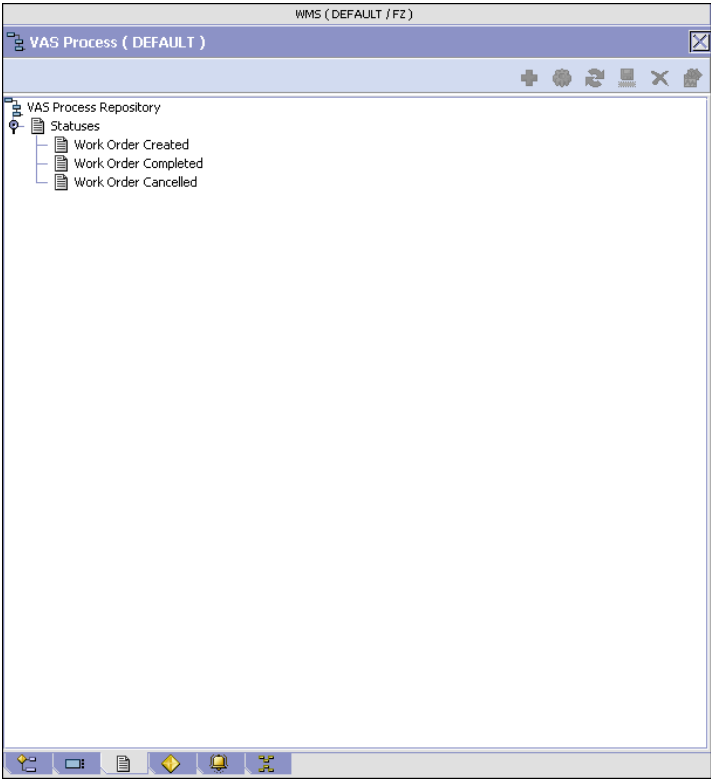 WMS ( DEFAULT / FZ )
VAS Process ( DEFAULT )
VAS Process Repository
Statuses
Work Order Created
Work Order Completed
Work Order Cancelled